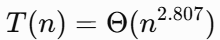 T(n) = Θ(n^{2.807})